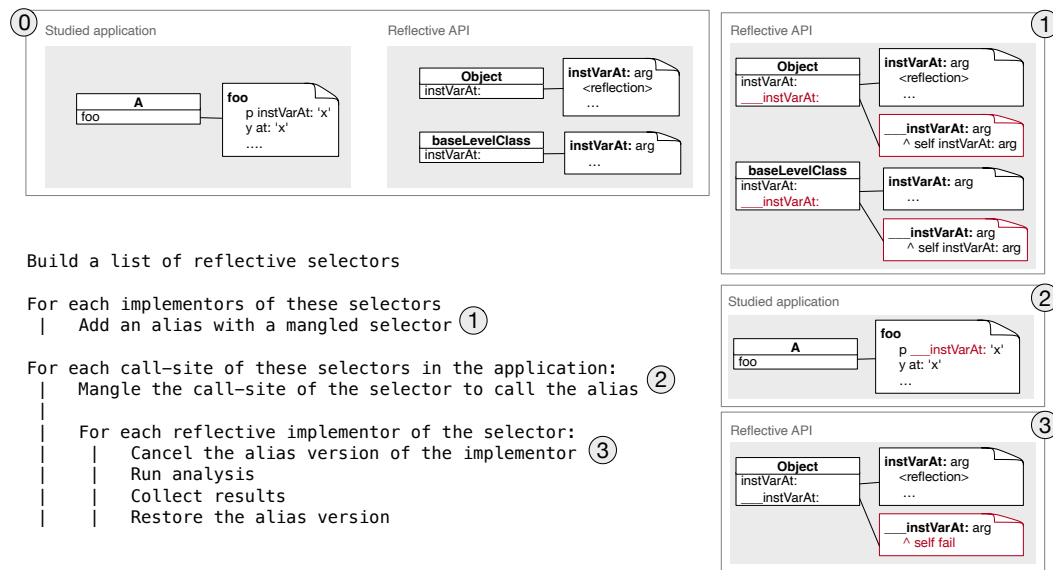 0
Studied application
A
foo
foo
p instVarAt: 'x'
y at: 'x'
....
Reflective API
Object
instVarAt:
instVarAt: arg
<reflection>
...
baseLevelClass
instVarAt:
instVarAt: arg
...
Build a list of reflective selectors
For each implementors of these selectors
| Add an alias with a mangled selector 1
For each call-site of these selectors in the application:
| Mangle the call-site of the selector to call the alias 2
|
| For each reflective implementor of the selector:
| | Cancel the alias version of the implementor 3
| | Run analysis
| | Collect results
| | Restore the alias version
1
Reflective API
Object
instVarAt:
___instVarAt:
instVarAt: arg
<reflection>
...
___instVarAt: arg
^ self instVarAt: arg
baseLevelClass
instVarAt:
___instVarAt:
instVarAt: arg
...
___instVarAt: arg
^ self instVarAt: arg
2
Studied application
A
foo
foo
p ___instVarAt: 'x'
y at: 'x'
...
3
Reflective API
Object
instVarAt:
___instVarAt:
instVarAt: arg
<reflection>
...
___instVarAt: arg
^ self fail